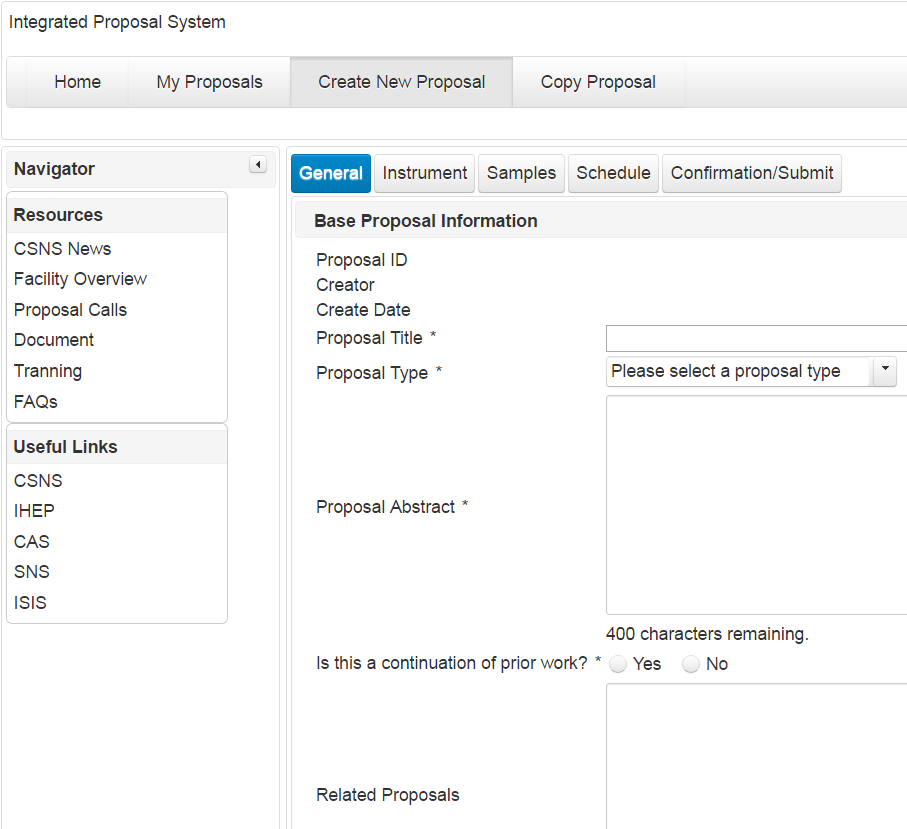 Integrated Proposal System
Home My Proposals Create New Proposal Copy Proposal
Navigator
Resources
CSNS News
Facility Overview
Proposal Calls
Document
Tranning
FAQs
Useful Links
CSNS
IHEP
CAS
SNS
ISIS
General Instrument Samples Schedule Confirmation/Submit
Base Proposal Information
Proposal ID
Creator
Create Date
Proposal Title *
Proposal Type * Please select a proposal type
Proposal Abstract *
400 characters remaining.
Is this a continuation of prior work? * Yes No
Related Proposals